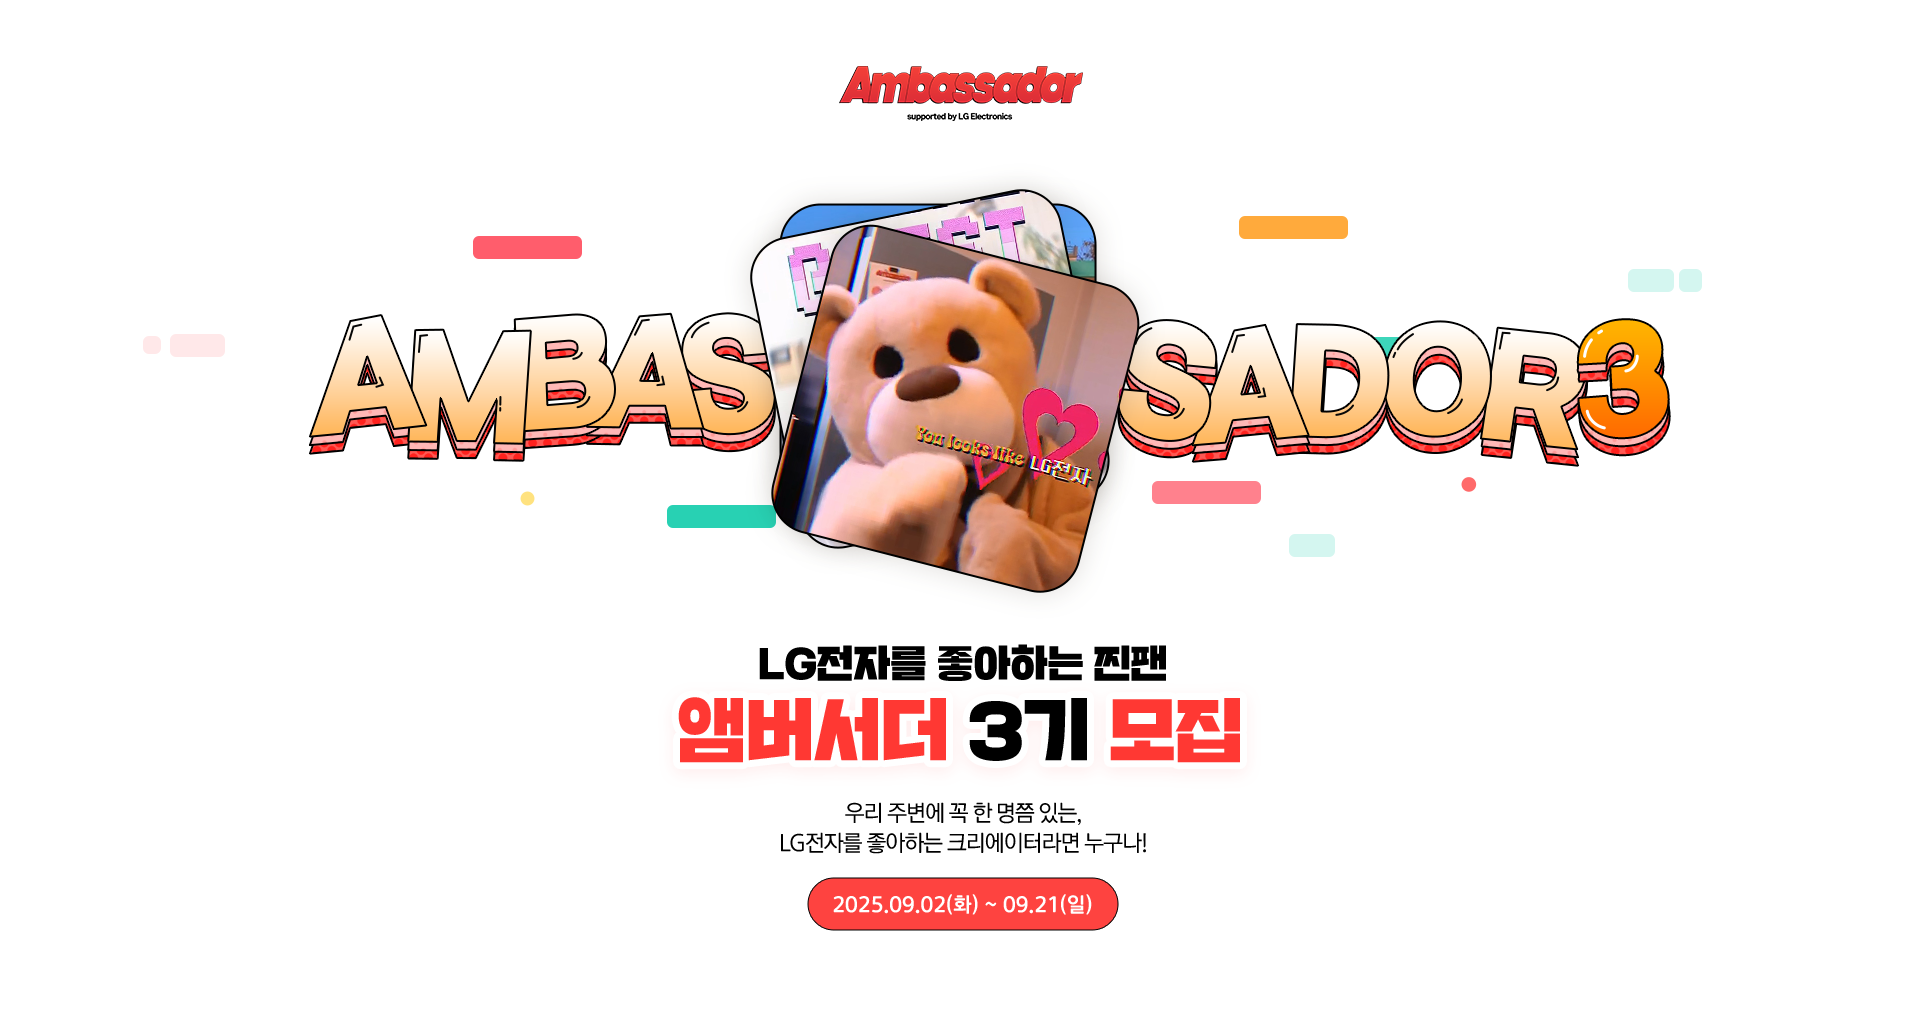 Ambassador
supported by LG Electronics
AMBAS SADOR3
You looks like LG전자
LG전자를 좋아하는 찐팬
앰버서더 3기 모집
우리 주변에 꼭 한 명쯤 있는,
LG전자를 좋아하는 크리에이터라면 누구나!
2025.09.02(화) ~ 09.21(일)